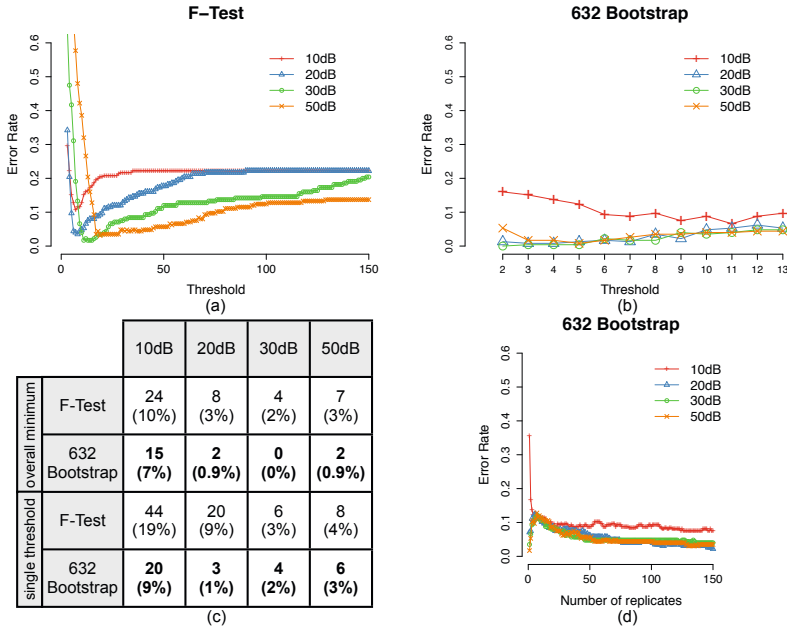 F−Test
0.0 0.1 0.2 0.3 0.4 0.5 0.6
Error Rate
10dB
20dB
30dB
50dB
0 50 100 150
Threshold
(a)
632 Bootstrap
0.0 0.1 0.2 0.3 0.4 0.5 0.6
Error Rate
10dB
20dB
30dB
50dB
2 3 4 5 6 7 8 9 10 11 12 13
Threshold
(b)
10dB 20dB 30dB 50dB
overall minimum
F-Test
24 8 4 7
(10%) (3%) (2%) (3%)
632
Bootstrap
15 2 0 2
(7%) (0.9%) (0%) (0.9%)
single threshold
F-Test
44 20 6 8
(19%) (9%) (3%) (4%)
632
Bootstrap
20 3 4 6
(9%) (1%) (2%) (3%)
(c)
632 Bootstrap
0.0 0.1 0.2 0.3 0.4 0.5 0.6
Error Rate
10dB
20dB
30dB
50dB
0 50 100 150
Number of replicates
(d)